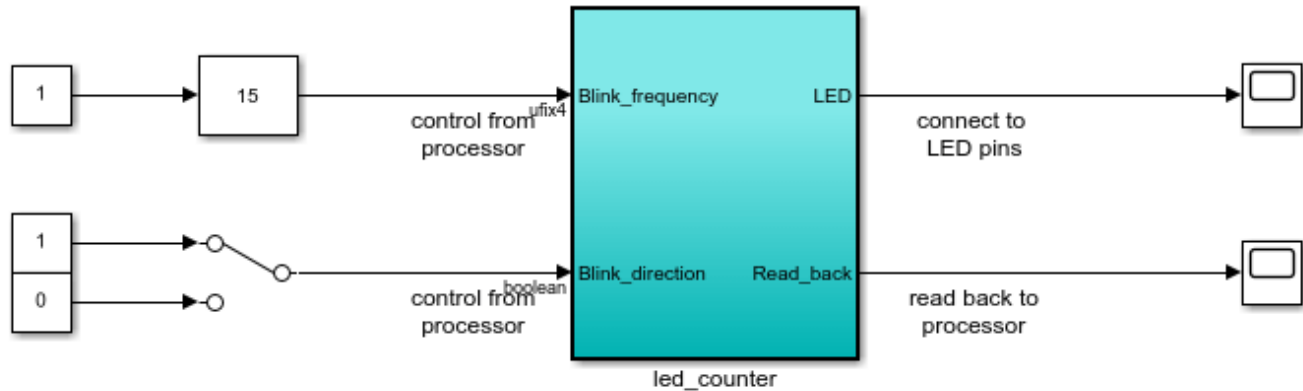 1
15
control from
processor
ufix4
Blink_frequency
LED
connect to
LED pins
1
0
control from
processor
boolean
Blink_direction
Read_back
read back to
processor
led_counter